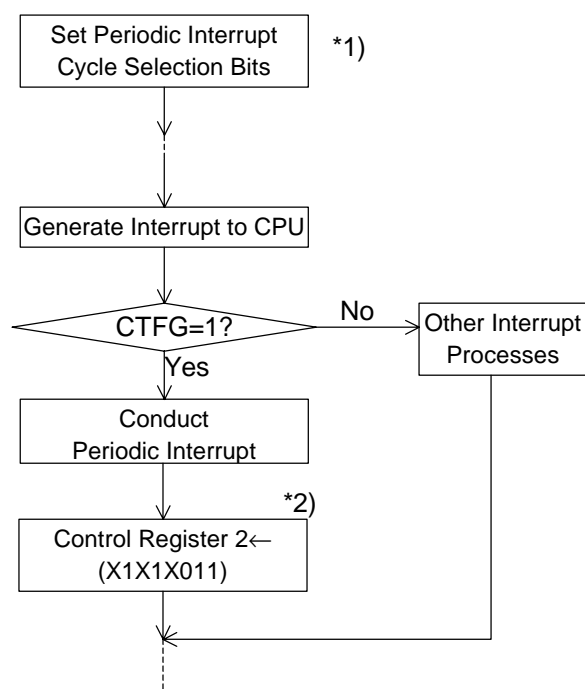 Set Periodic Interrupt
Cycle Selection Bits
*1)
Generate Interrupt to CPU
CTFG=1?
No
Other Interrupt
Processes
Yes
Conduct
Periodic Interrupt
*2)
Control Register 2←
(X1X1X011)